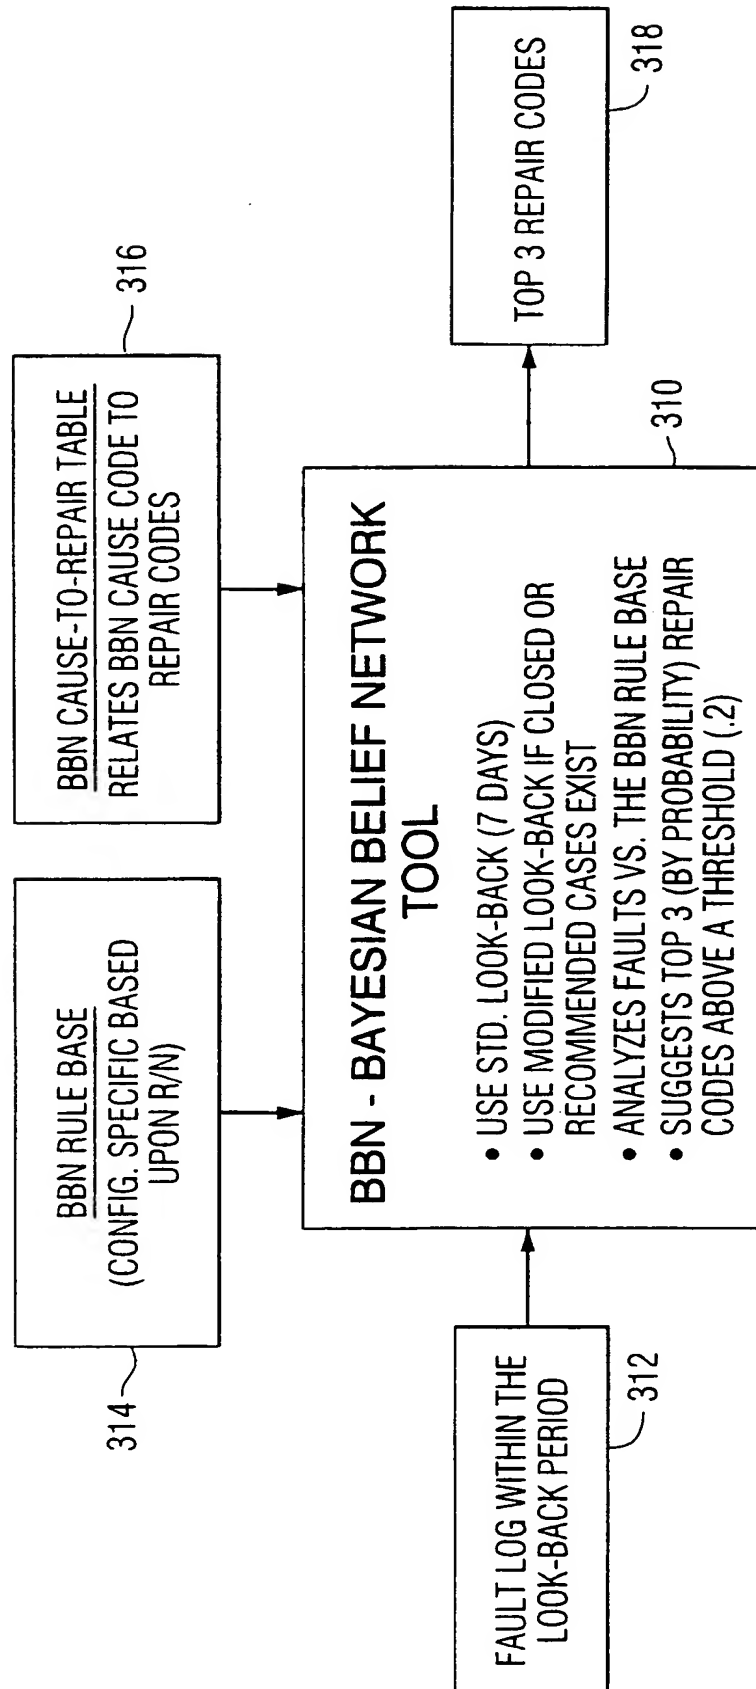 BBN RULE BASE
(CONFIG. SPECIFIC BASED
UPON R/N)
314
BBN CAUSE-TO-REPAIR TABLE
RELATES BBN CAUSE CODE TO
REPAIR CODES
316
FAULT LOG WITHIN THE
LOOK-BACK PERIOD
312
BBN - BAYESIAN BELIEF NETWORK
TOOL
• USE STD. LOOK-BACK (7 DAYS)
• USE MODIFIED LOOK-BACK IF CLOSED OR
RECOMMENDED CASES EXIST
• ANALYZES FAULTS VS. THE BBN RULE BASE
• SUGGESTS TOP 3 (BY PROBABILITY) REPAIR
CODES ABOVE A THRESHOLD (.2)
310
TOP 3 REPAIR CODES
318